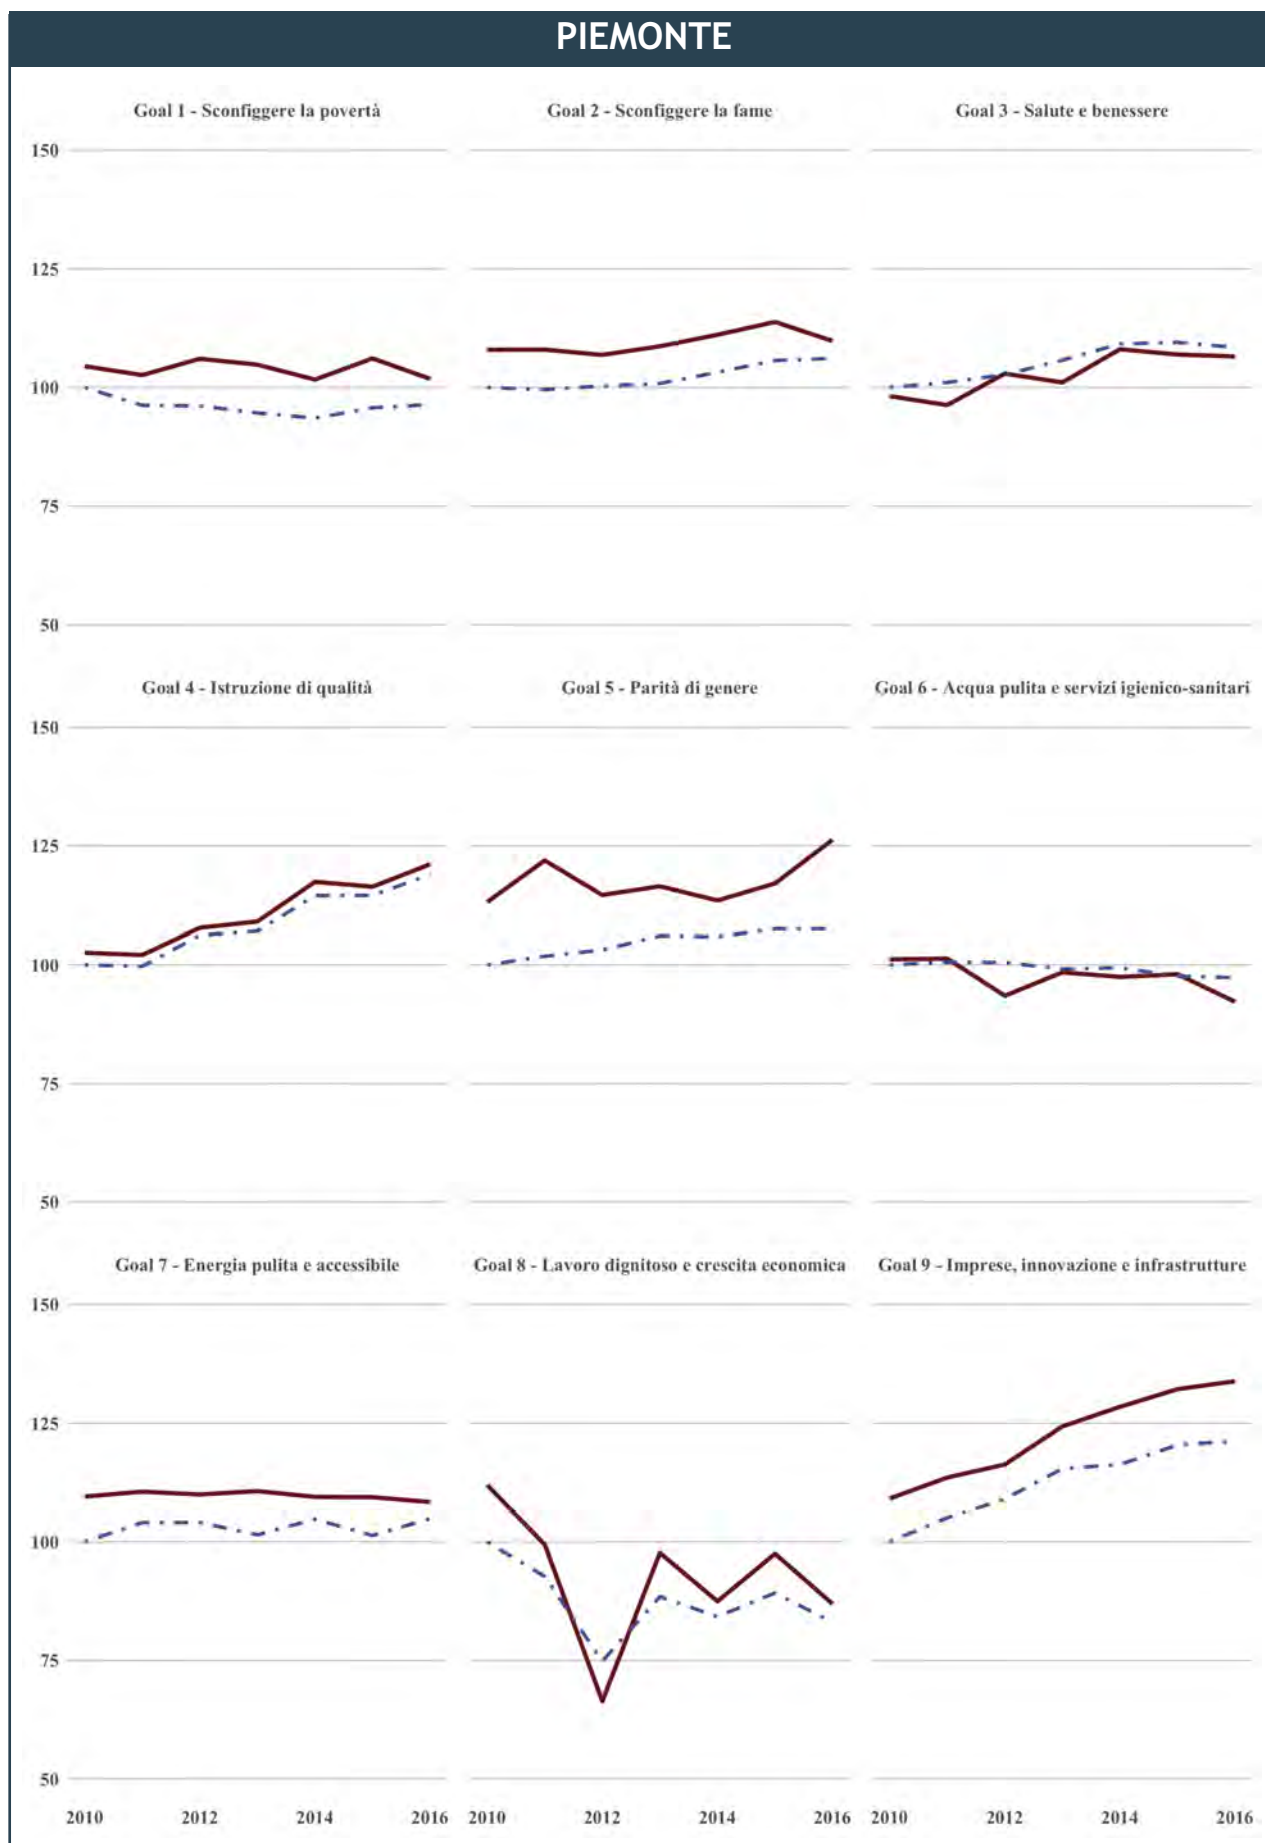 PIEMONTE
Goal 1 - Sconfiggere la povertà
Goal 2 - Sconfiggere la fame
Goal 3 - Salute e benessere
150
125
100
75
50
Goal 4 - Istruzione di qualità
Goal 5 - Parità di genere
Goal 6 - Acqua pulita e servizi igienico-sanitari
150
125
100
75
50
Goal 7 - Energia pulita e accessibile
Goal 8 - Lavoro dignitoso e crescita economica
Goal 9 - Imprese, innovazione e infrastrutture
150
125
100
75
50
2010 2012 2014 2016
2010 2012 2014 2016
2010 2012 2014 2016